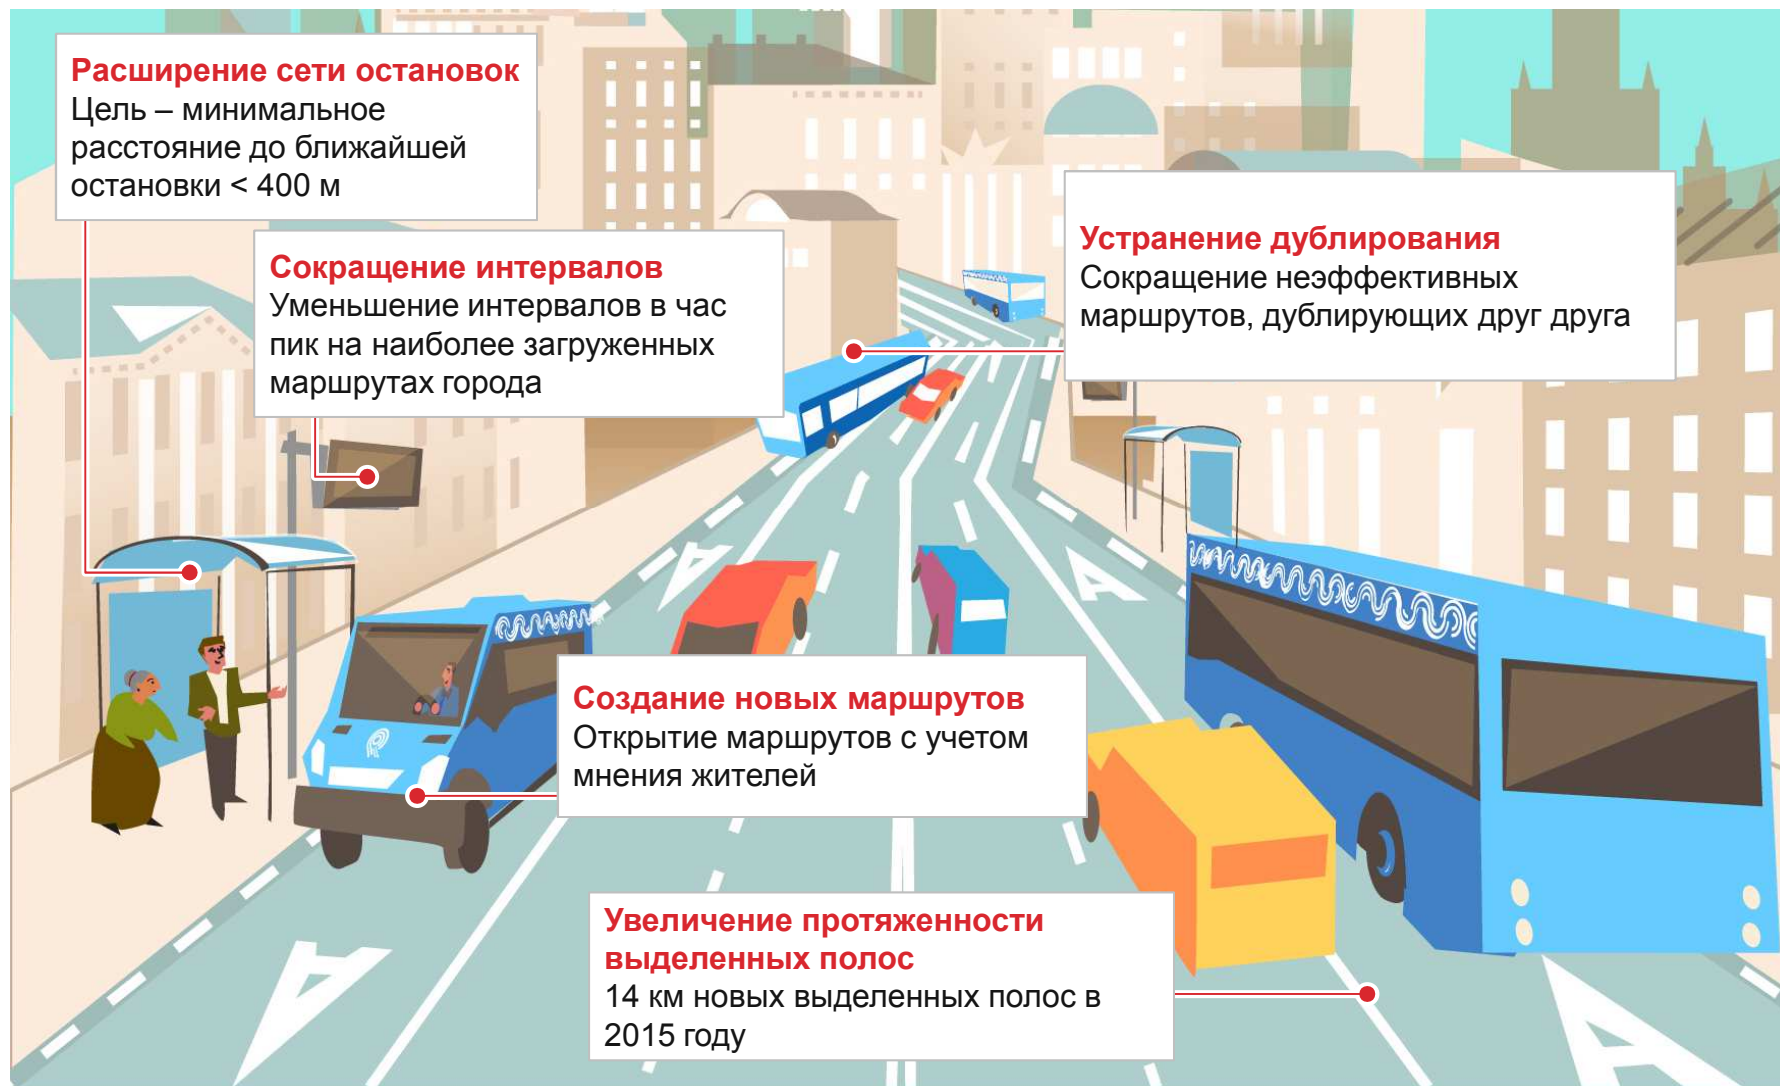 Расширение сети остановок
Цель – минимальное
расстояние до ближайшей
остановки < 400 м
Сокращение интервалов
Уменьшение интервалов в час
пик на наиболее загруженных
маршрутах города
Устранение дублирования
Сокращение неэффективных
маршрутов, дублирующих друг друга
Создание новых маршрутов
Открытие маршрутов с учетом
мнения жителей
Увеличение протяженности
выделенных полос
14 км новых выделенных полос в
2015 году
А
А
А
А